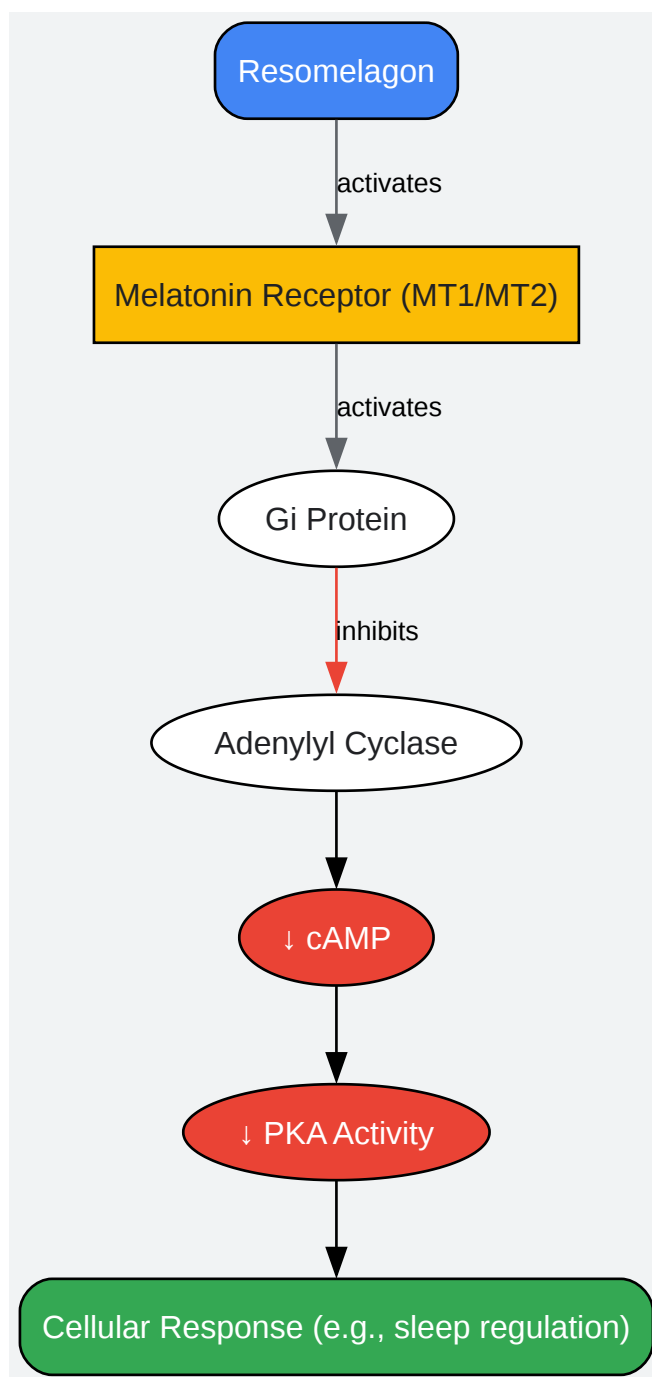 Resomelagon
activates
Melatonin Receptor (MT1/MT2)
activates
Gi Protein
inhibits
Adenylyl Cyclase
↓ cAMP
↓ PKA Activity
Cellular Response (e.g., sleep regulation)